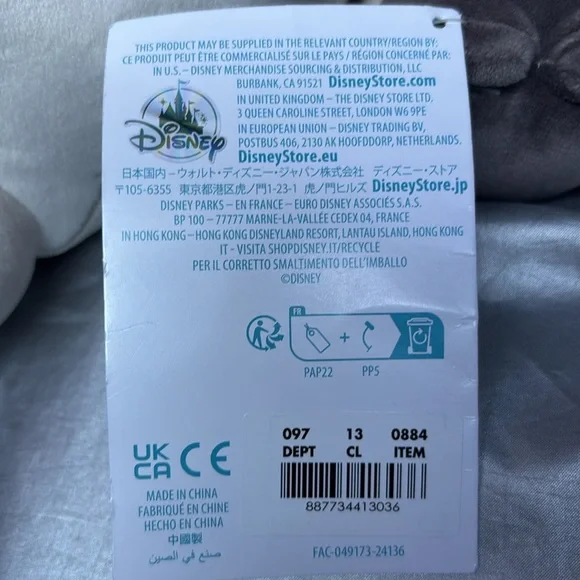 THIS PRODUCT MAY BE SUPPLIED IN THE RELEVANT COUNTRY/REGION BY:
CE PRODUIT PEUT ÊTRE COMMERCIALISÉ SUR LE PAYS / RÉGION CONCERNÉ PAR:
IN U.S. – DISNEY MERCHANDISE SOURCING & DISTRIBUTION, LLC
BURBANK, CA 91521 DisneyStore.com
IN UNITED KINGDOM – THE DISNEY STORE LTD.
3 QUEEN CAROLINE STREET, LONDON W6 9PE
IN EUROPEAN UNION – DISNEY TRADING BV,
POSTBUS 406, 2130 AK HOOFDDORP, NETHERLANDS.
Disney
DisneyStore.eu
日本国内–ウォルト・ディズニー・ジャパン株式会社 ディズニー・ストア
〒105-6355 東京都港区虎ノ門1-23-1 虎ノ門ヒルズ DisneyStore.jp
DISNEY PARKS – EN FRANCE – EURO DISNEY ASSOCIÉS S.A.S.
BP 100 – 77777 MARNE-LA-VALLÉE CEDEX 04, FRANCE
IN HONG KONG–HONG KONG DISNEYLAND RESORT, LANTAU ISLAND, HONG KONG
IT - VISITA SHOPDISNEY.IT/RECYCLE
PER IL CORRETTO SMALTIMENTO DELL'IMBALLO
©DISNEY
FR
+
PAP22 PP5
097 13 0884
DEPT CL ITEM
887734413036
UK
CA CE
MADE IN CHINA
FABRIQUÉ EN CHINE
HECHO EN CHINA
中國製
صنع في الصين
FAC-049173-24136